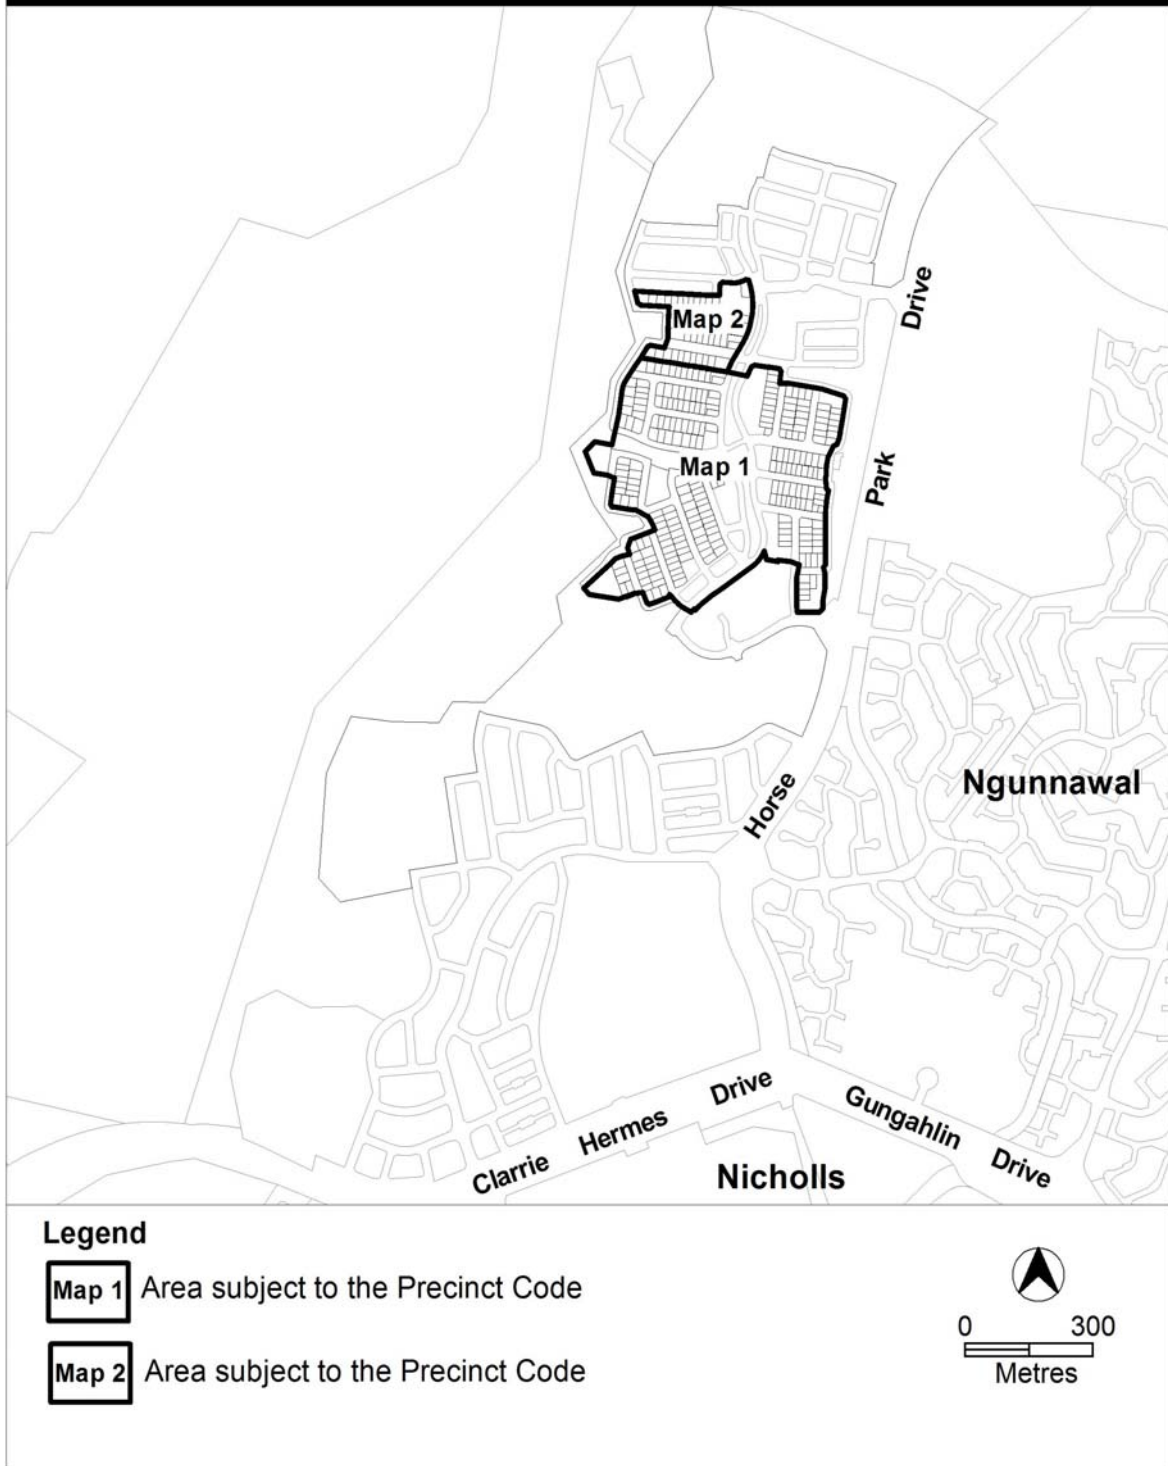 Map 2
Drive
Map 1
Park
Ngunnawal
Horse
Clarrie Hermes Drive
Gungahlin Drive
Nicholls
Legend
Map 1 Area subject to the Precinct Code
Map 2 Area subject to the Precinct Code
0 300
Metres